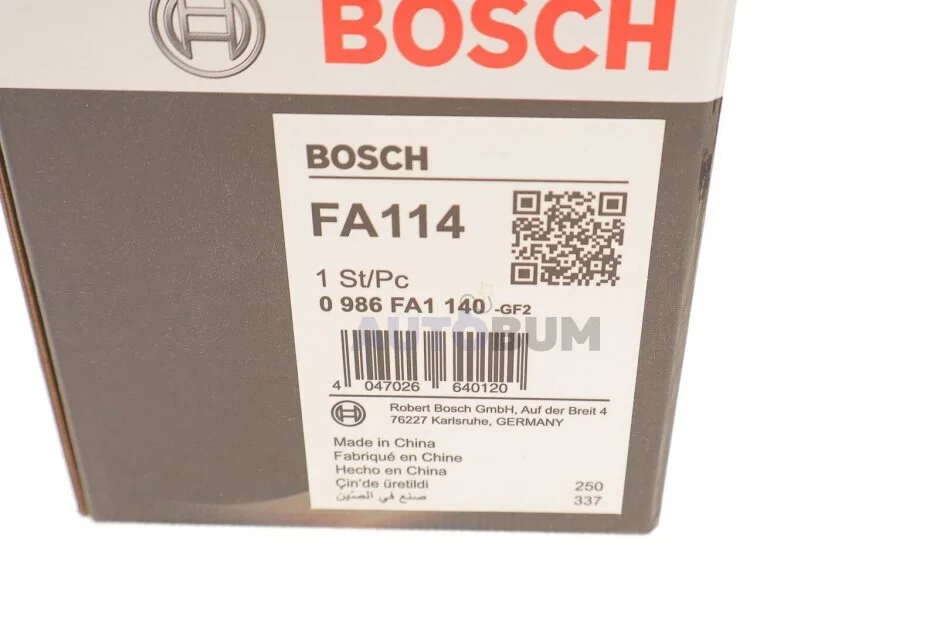 BOSCH
BOSCH
FA114
1 St/Pc
0 986 FA1 140 -GF2
AUTOBUM
4 047026 640120
Robert Bosch GmbH, Auf der Breit 4
76227 Karlsruhe, GERMANY
Made in China
Fabriqué en Chine
Hecho en China
Çin'de üretildi 250
صنع في الصّين 337